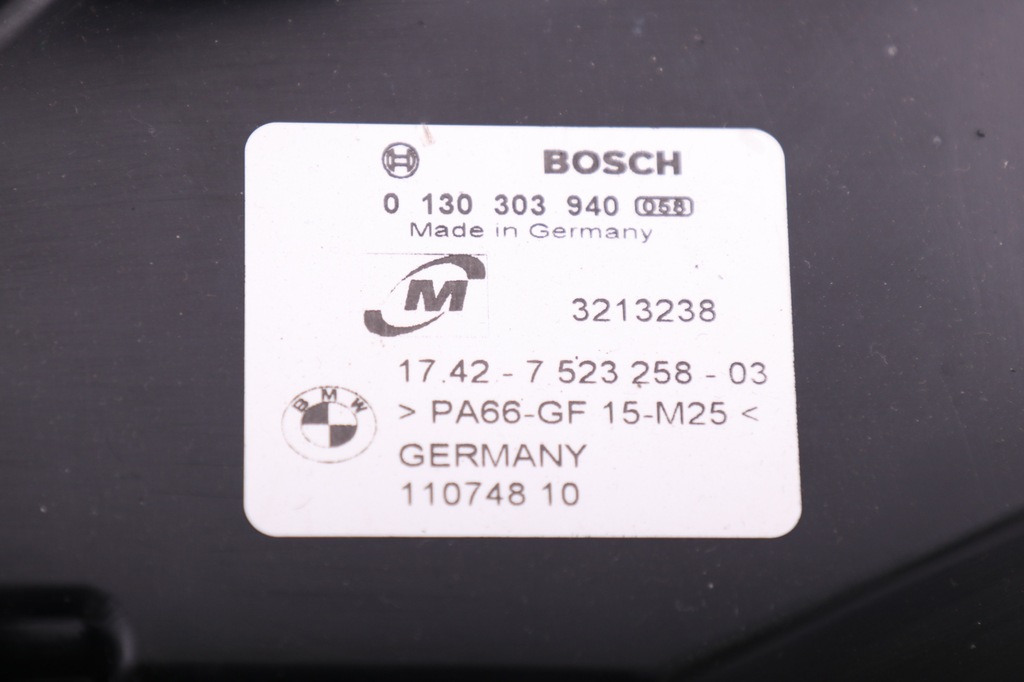 BOSCH
0 130 303 940 058
Made in Germany
M
3213238
17.42 - 7 523 258 - 03
BMW
> PA66-GF 15-M25 <
GERMANY
110748 10